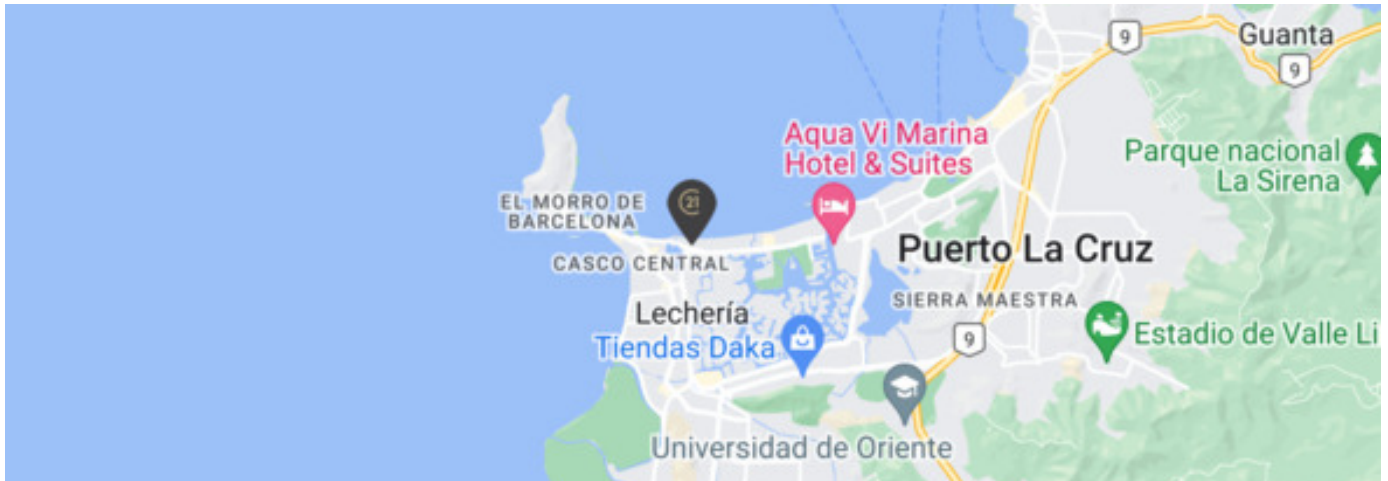 9
Guanta
9
Aqua Vi Marina
Hotel & Suites
Parque nacional
La Sirena
EL MORRO DE
BARCELONA
21
CASCO CENTRAL
Puerto La Cruz
SIERRA MAESTRA
Lechería
Tiendas Daka
9
Estadio de Valle Li
Universidad de Oriente